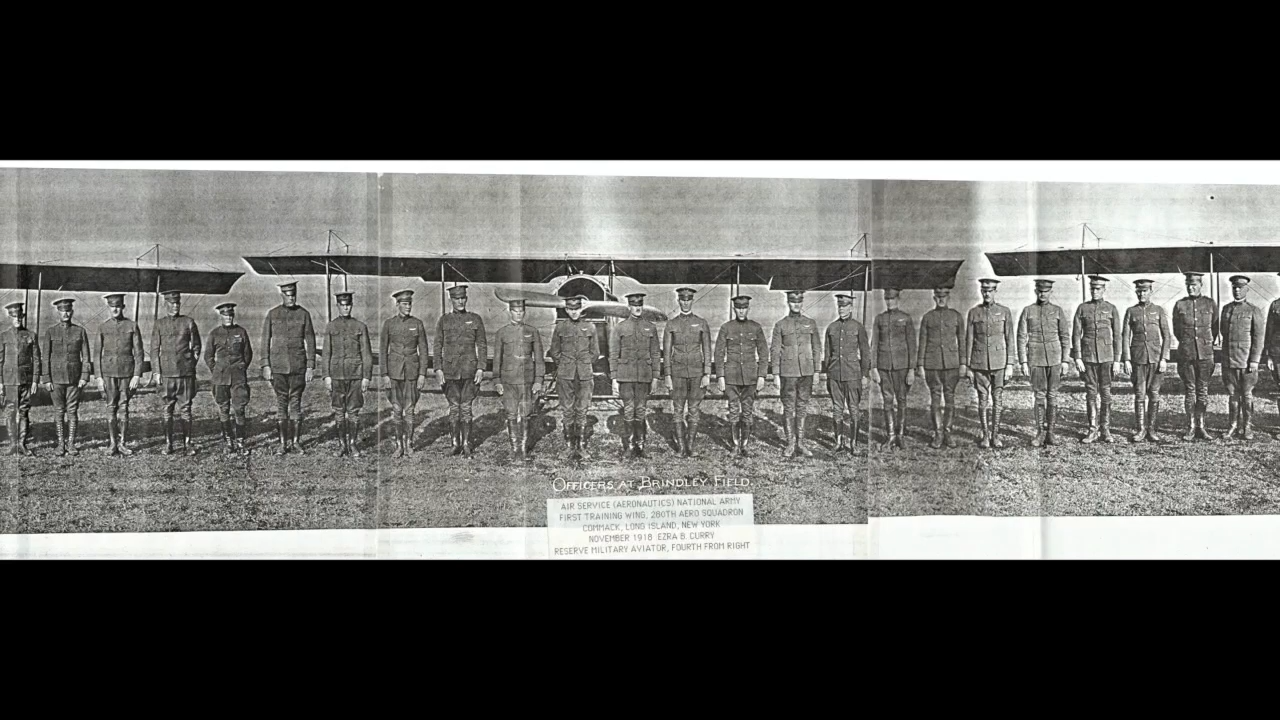 OFFICERS AT BRINDLEY FIELD.
AIR SERVICE (AERONAUTICS) NATIONAL ARMY
FIRST TRAINING WING, 280TH AERO SQUADRON
COMMACK, LONG ISLAND, NEW YORK
NOVEMBER 1918 EZRA B. CURRY
RESERVE MILITARY AVIATOR, FOURTH FROM RIGHT